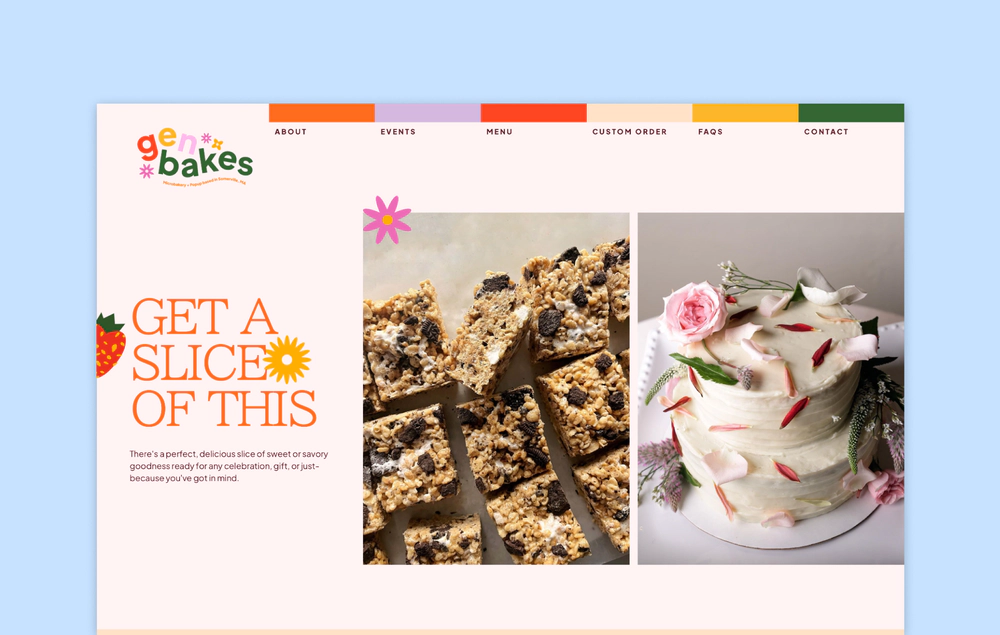 gen
bakes
ABOUT
EVENTS
MENU
CUSTOM ORDER
FAQS
CONTACT
GET A
SLICE
OF THIS
There's a perfect, delicious slice of sweet or savory
goodness ready for any celebration, gift, or just-
because you've got in mind.